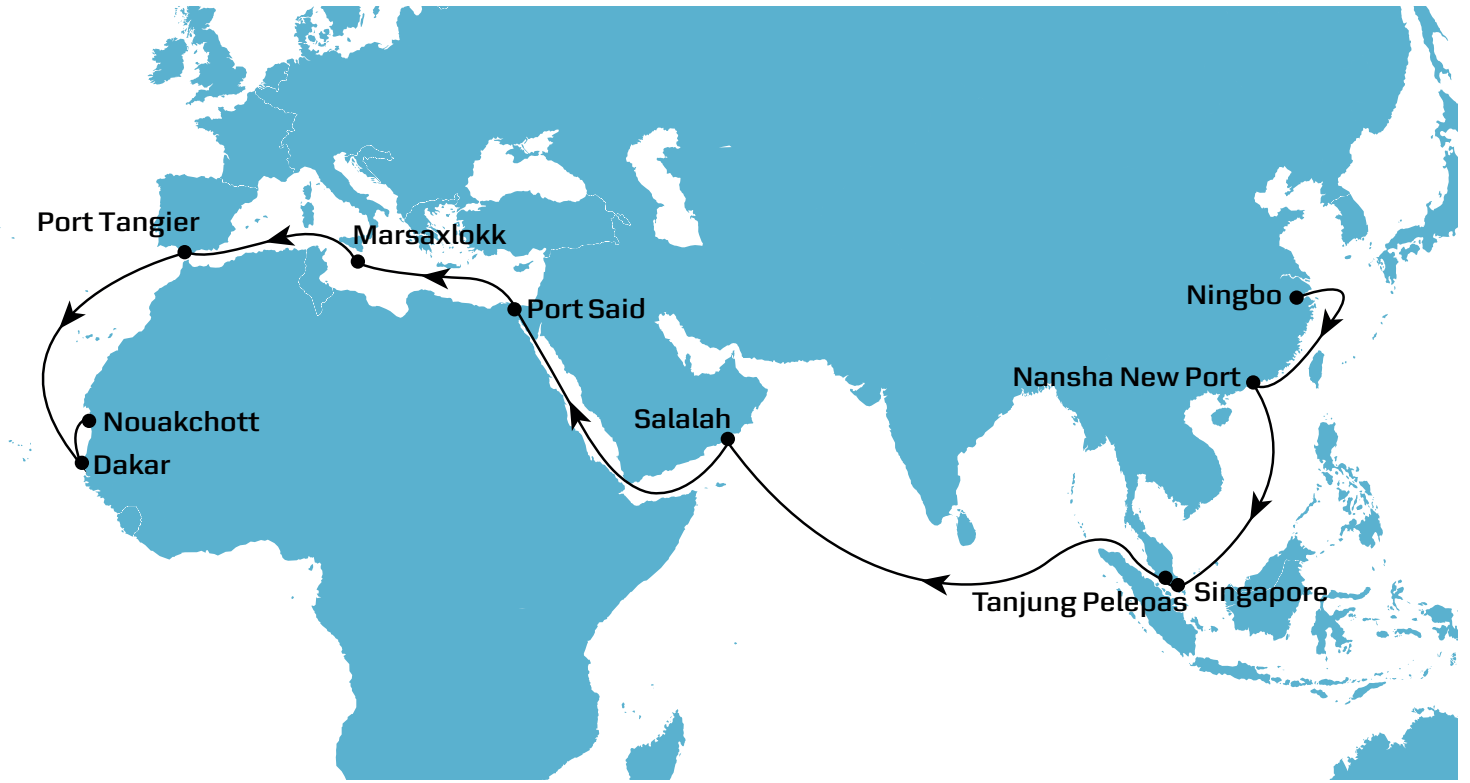 Port Tangier
Marsaxlokk
Ningbo
Port Said
Nansha New Port
Salalah
Nouakchott
Dakar
Singapore
Tanjung Pelepas